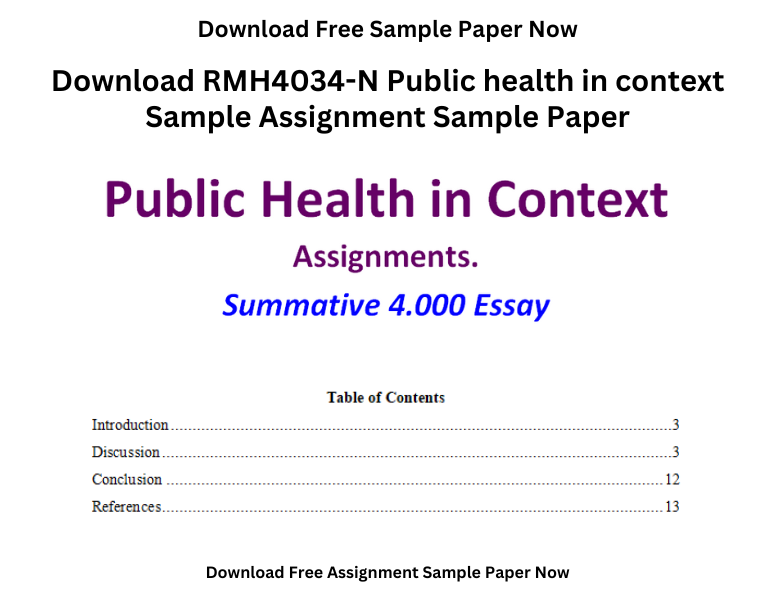 Download Free Sample Paper Now
Download RMH4034-N Public health in context
Sample Assignment Sample Paper
Public Health in Context
Assignments.
Summative 4.000 Essay
Table of Contents
Introduction....................................................................................................3
Discussion.....................................................................................................3
Conclusion ....................................................................................................12
References.....................................................................................................13
Download Free Assignment Sample Paper Now